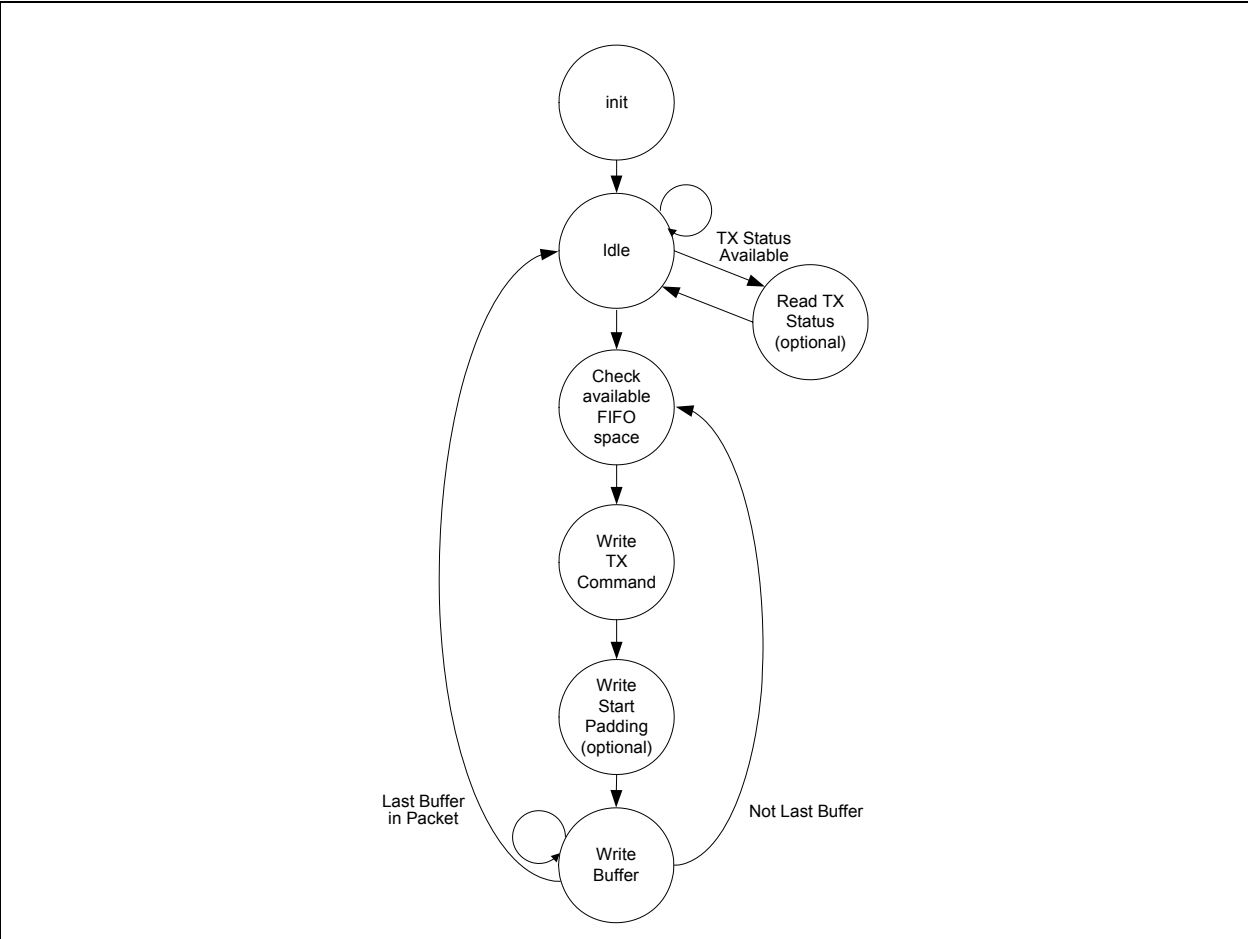 init
Idle
TX Status
Available
Read TX
Status
(optional)
Check
available
FIFO
space
Write
TX
Command
Write
Start
Padding
(optional)
Last Buffer
in Packet
Not Last Buffer
Write
Buffer